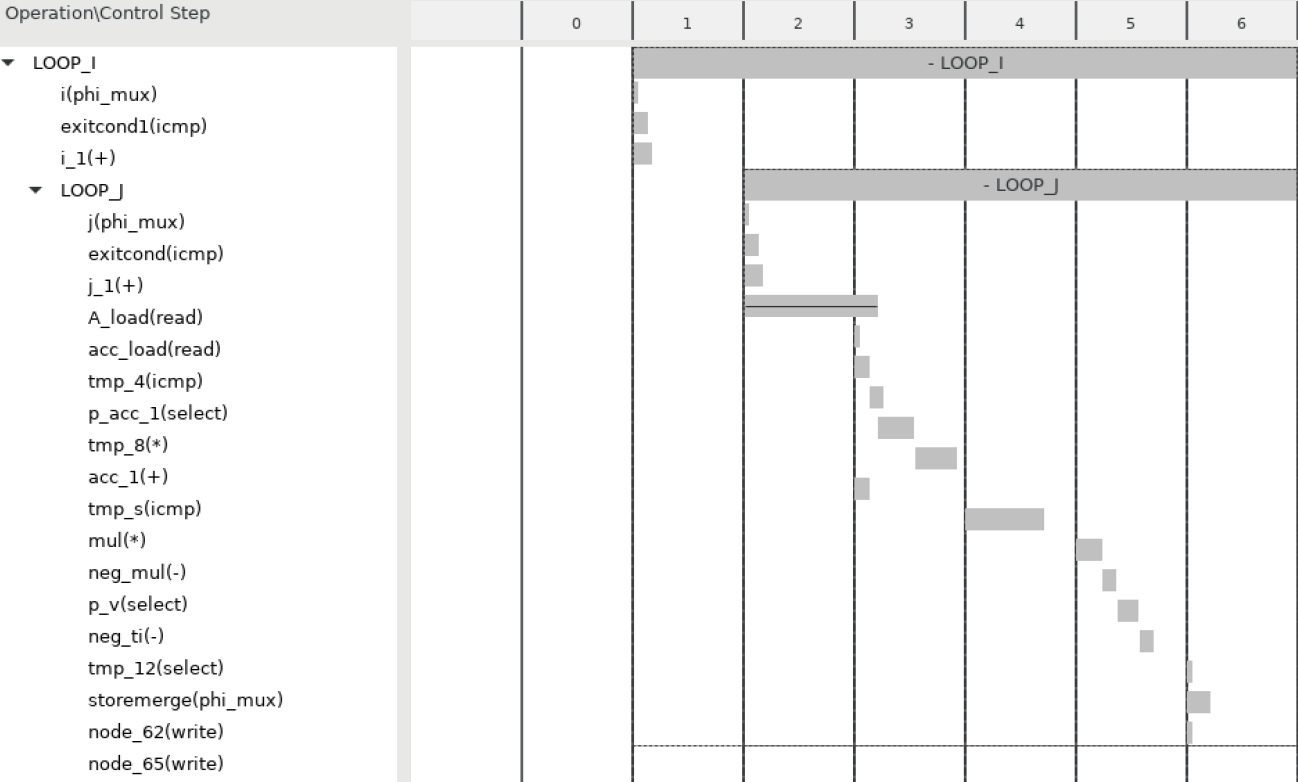 Operation\Control Step
0 1 2 3 4 5 6
LOOP_I
- LOOP_I
i(phi_mux)
exitcond1(icmp)
i_1(+)
LOOP_J
- LOOP_J
j(phi_mux)
exitcond(icmp)
j_1(+)
A_load(read)
acc_load(read)
tmp_4(icmp)
p_acc_1(select)
tmp_8(*)
acc_1(+)
tmp_s(icmp)
mul(*)
neg_mul(-)
p_v(select)
neg_ti(-)
tmp_12(select)
storemerge(phi_mux)
node_62(write)
node_65(write)